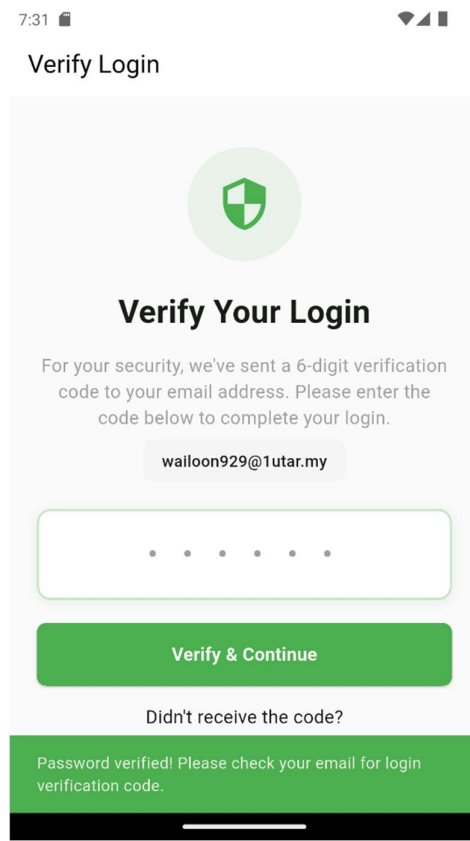 7:31
Verify Login
Verify Your Login
For your security, we've sent a 6-digit verification
code to your email address. Please enter the
code below to complete your login.
wailoon929@1utar.my
Verify & Continue
Didn't receive the code?
Password verified! Please check your email for login
verification code.